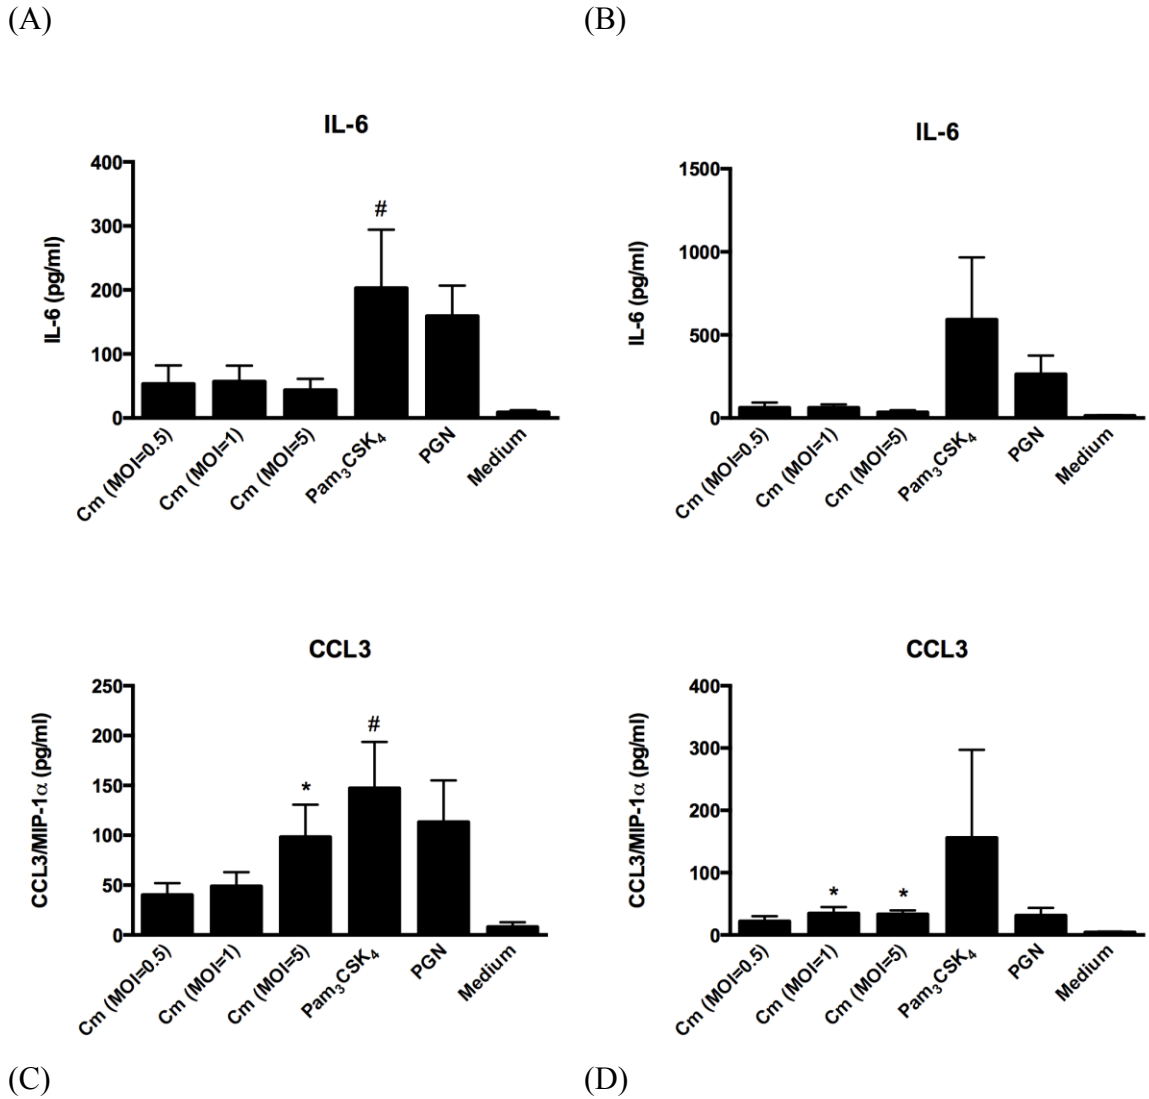 (A)
(B)
IL-6
IL-6 (pg/ml)
400
300
200
100
0
#
Cm (MOI=0.5)
Cm (MOI=1)
Cm (MOI=5)
Pam₃CSK₄
PGN
Medium
IL-6
IL-6 (pg/ml)
1500
1000
500
0
Cm (MOI=0.5)
Cm (MOI=1)
Cm (MOI=5)
Pam₃CSK₄
PGN
Medium
CCL3
CCL3/MIP-1α (pg/ml)
250
200
150
100
50
0
*
#
Cm (MOI=0.5)
Cm (MOI=1)
Cm (MOI=5)
Pam₃CSK₄
PGN
Medium
CCL3
CCL3/MIP-1α (pg/ml)
400
300
200
100
0
*
*
Cm (MOI=0.5)
Cm (MOI=1)
Cm (MOI=5)
Pam₃CSK₄
PGN
Medium
(C)
(D)